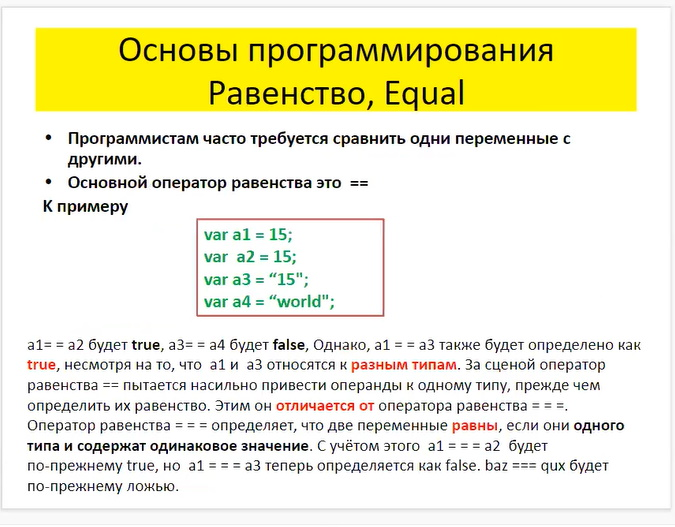 Основы программирования
Равенство, Equal
• Программистам часто требуется сравнить одни переменные с
другими.
• Основной оператор равенства это ==
К примеру
var a1 = 15;
var a2 = 15;
var a3 = “15";
var a4 = “world";
a1= = a2 будет true, a3= = a4 будет false, Однако, a1 = = a3 также будет определено как
true, несмотря на то, что a1 и a3 относятся к разным типам. За сценой оператор
равенства == пытается насильно привести операнды к одному типу, прежде чем
определить их равенство. Этим он отличается от оператора равенства = = =.
Оператор равенства = = = определяет, что две переменные равны, если они одного
типа и содержат одинаковое значение. С учётом этого a1 = = = a2 будет
по-прежнему true, но a1 = = = a3 теперь определяется как false. baz === qux будет
по-прежнему ложью.